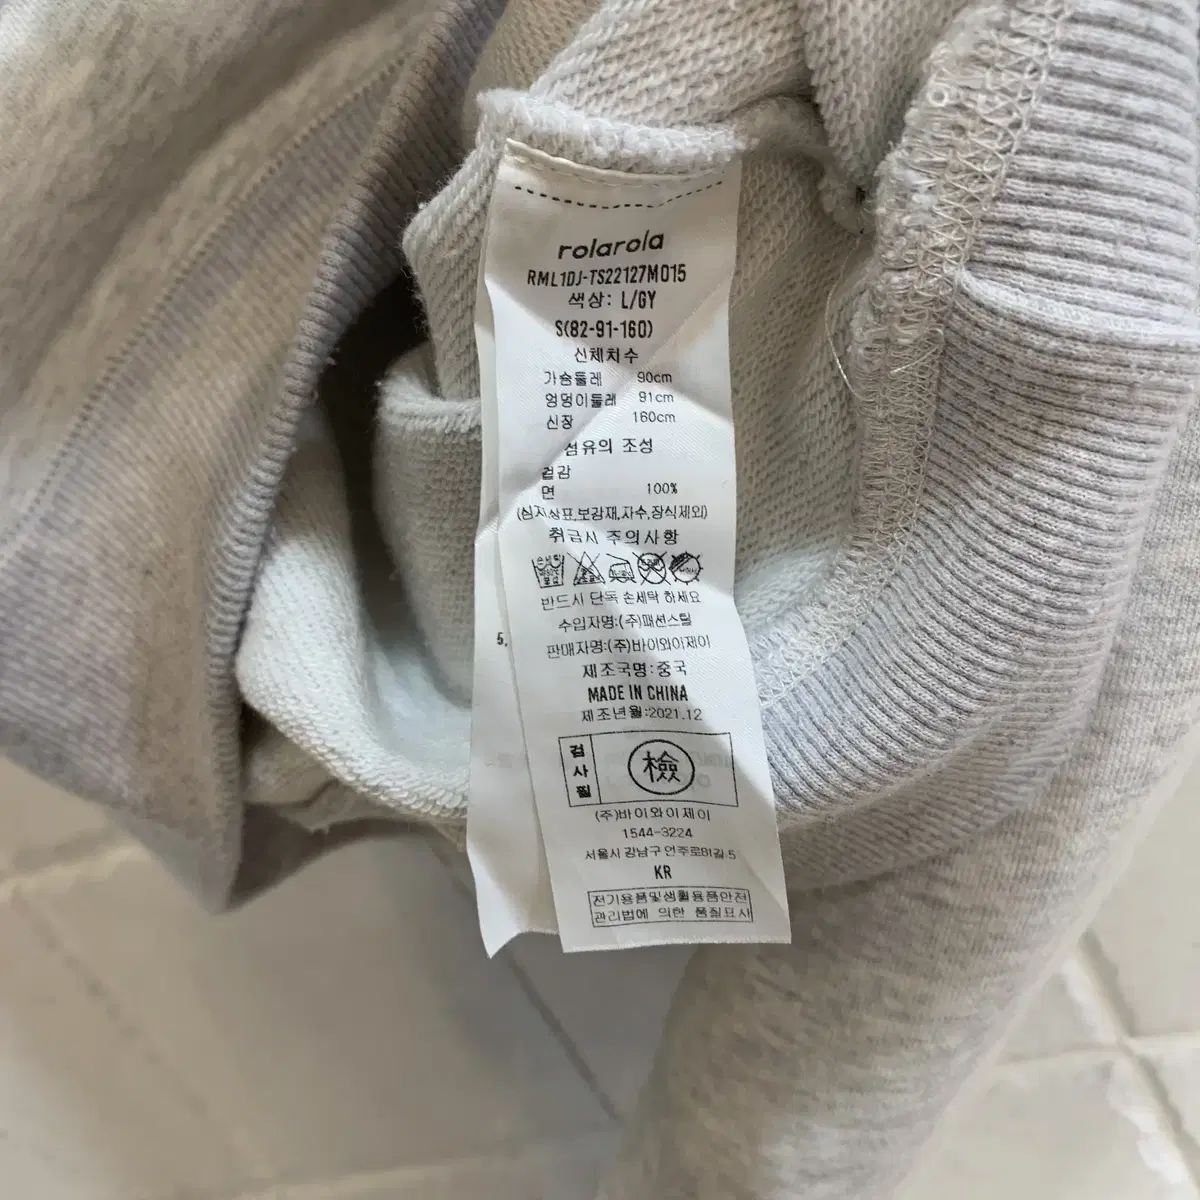 rolarola
RML1DJ-TS22127M015
색상: L/GY
S(82-91-160)
신체치수
가슴둘레 90cm
엉덩이둘레 91cm
신장 160cm
섬유의 조성
겉감
면 100%
(심지,상표,보강재,자수,장식제외)
취급시 주의사항
반드시 단독 손세탁 하세요
수입자명:(주)패션스틸
판매자명:(주)바이와이제이
제조국명:중국
MADE IN CHINA
제조년월:2021.12
검사필
檢
(주)바이와이제이
1544-3224
서울시 강남구 언주로81길 5
KR
전기용품및생활용품안전
관리법에 의한 품질표시
5.